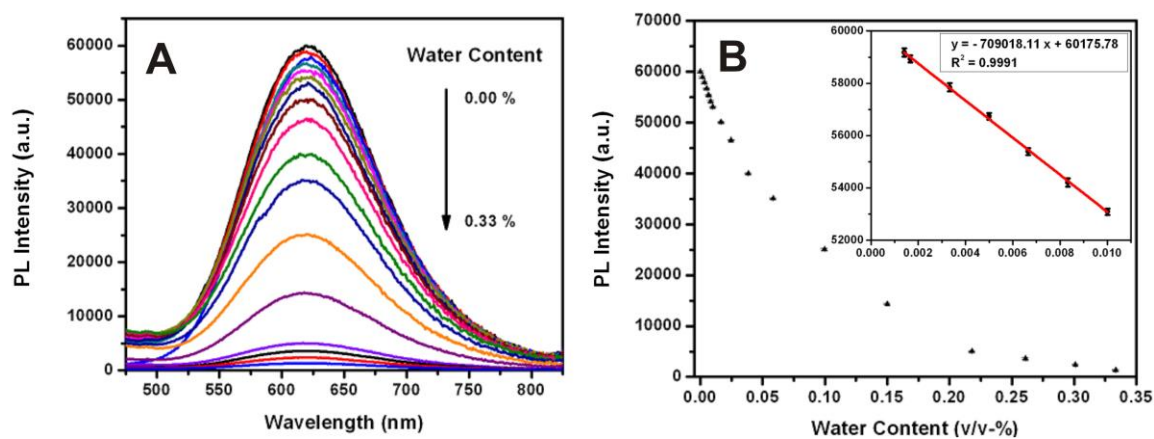 A
Water Content
0.00 %
0.33 %
60000
50000
40000
30000
20000
10000
0
500 550 600 650 700 750 800
Wavelength (nm)
PL Intensity (a.u.)
B
70000
60000
50000
40000
30000
20000
10000
0
0.00 0.05 0.10 0.15 0.20 0.25 0.30 0.35
Water Content (v/v-%)
PL Intensity (a.u.)
y = - 709018.11 x + 60175.78
R² = 0.9991
60000
58000
56000
54000
52000
0.000 0.002 0.004 0.006 0.008 0.010